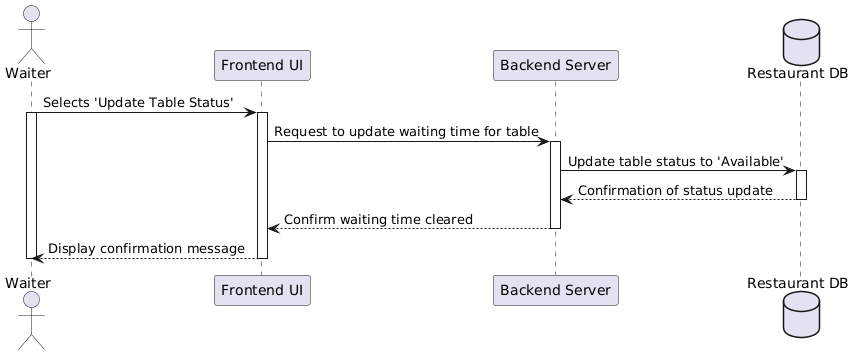 Waiter
Frontend UI
Backend Server
Restaurant DB
Selects 'Update Table Status'
Request to update waiting time for table
Update table status to 'Available'
Confirmation of status update
Confirm waiting time cleared
Display confirmation message
Waiter
Frontend UI
Backend Server
Restaurant DB